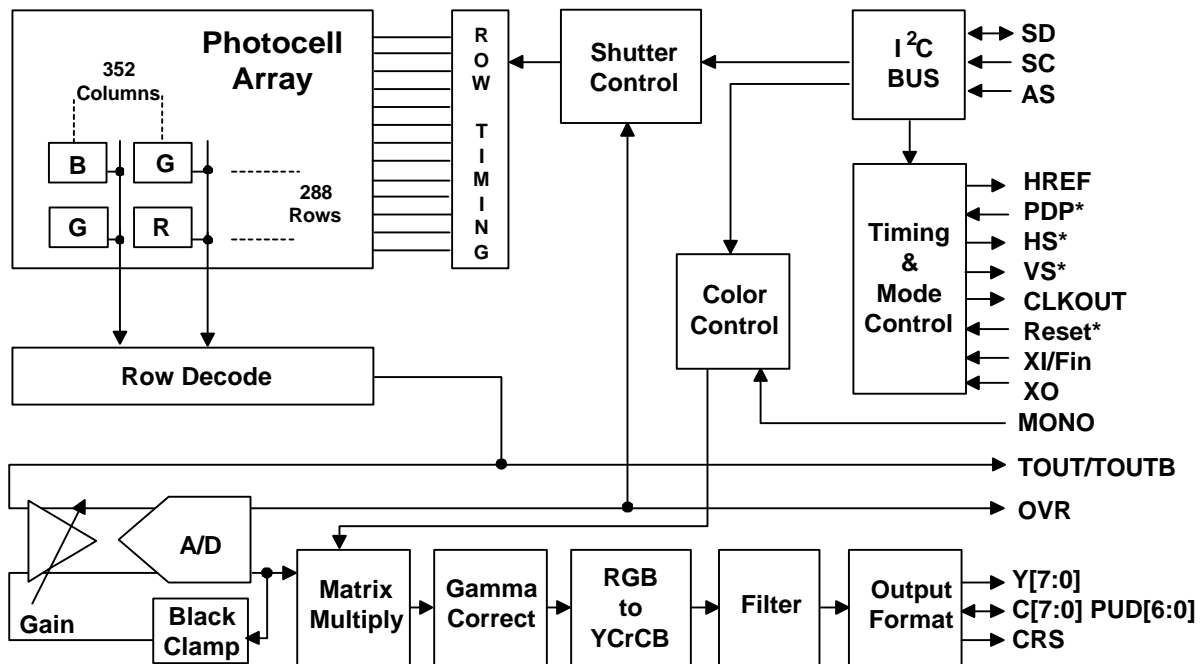 Photocell
Array
352
Columns
B
G
G
R
288
Rows
ROW TIMING
Shutter
Control
I²C
BUS
SD
SC
AS
Timing
&
Mode
Control
HREF
PDP*
HS*
VS*
CLKOUT
Reset*
XI/Fin
XO
MONO
Color
Control
Row Decode
TOUT/TOUTB
OVR
A/D
Gain
Black
Clamp
Matrix
Multiply
Gamma
Correct
RGB
to
YCrCB
Filter
Output
Format
Y[7:0]
C[7:0] PUD[6:0]
CRS